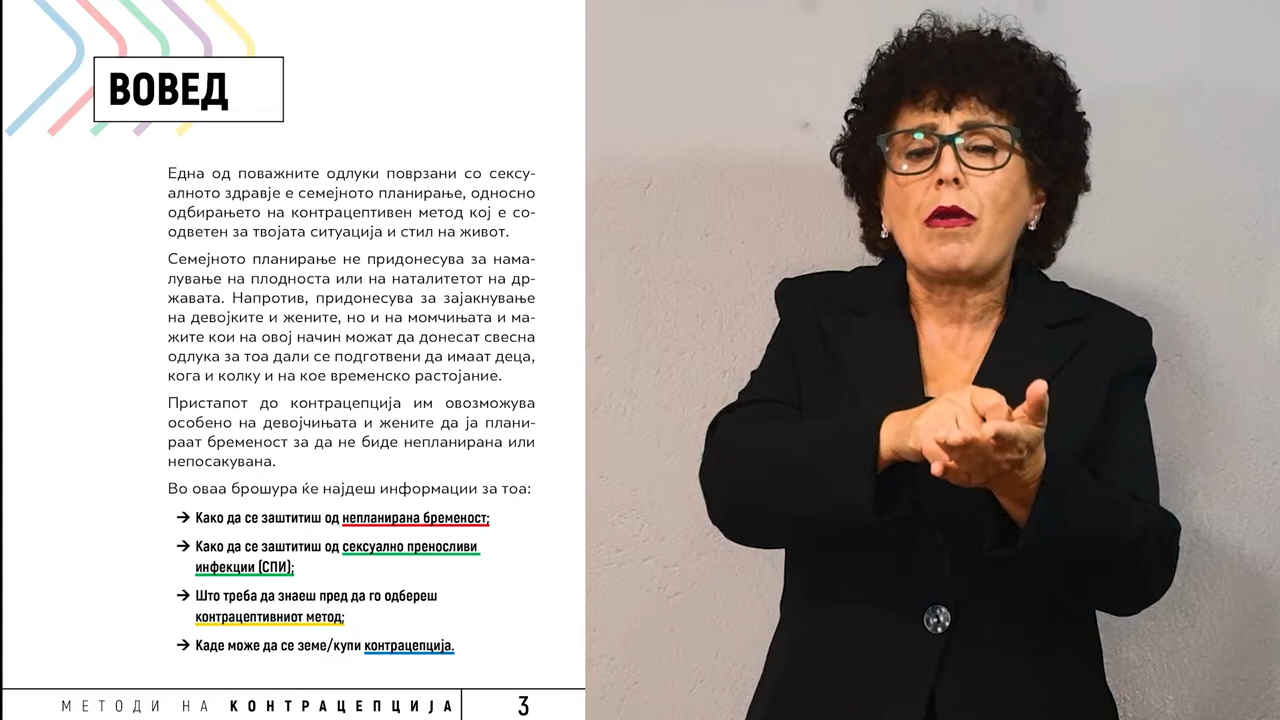 ВОВЕД
Една од поважните одлуки поврзани со сексу-
алното здравје е семејното планирање, односно
одбирањето на контрацептивен метод кој е со-
одветен за твојата ситуација и стил на живот.
Семејното планирање не придонесува за нама-
лување на плодноста или на наталитетот на др-
жавата. Напротив, придонесува за зајакнување
на девојките и жените, но и на момчињата и ма-
жите кои на овој начин можат да донесат свесна
одлука за тоа дали се подготвени да имаат деца,
кога и колку и на кое временско растојание.
Пристапот до контрацепција им овозможува
особено на девојчињата и жените да ја плани-
раат бременост за да не биде непланирана или
непосакувана.
Во оваа брошура ќе најдеш информации за тоа:
→ Како да се заштитиш од непланирана бременост;
→ Како да се заштитиш од сексуално преносливи
инфекции (СПИ);
→ Што треба да знаеш пред да го одбереш
контрацептивниот метод;
→ Каде може да се земе/купи контрацепција.
МЕТОДИ НА КОНТРАЦЕПЦИЈА 3